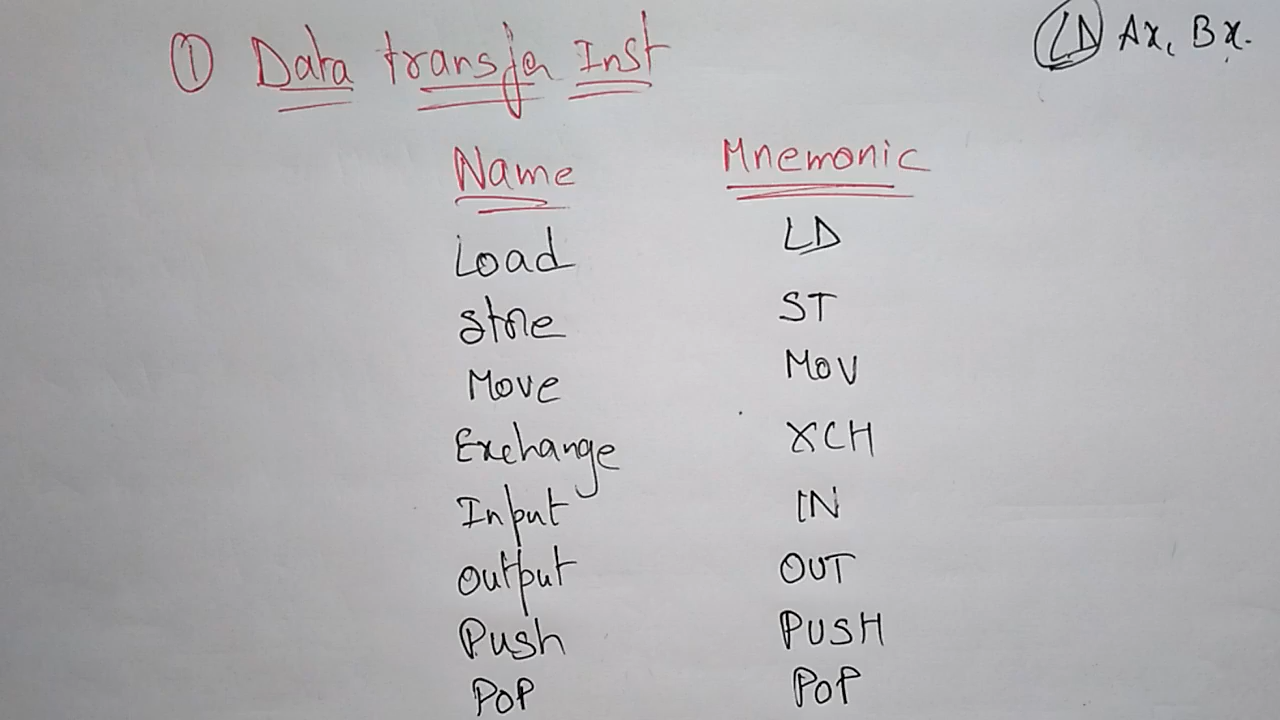 ① Data transfer Inst
LD Ax, Bx.
Name Mnemonic
Load LD
Store ST
Move MOV
Exchange XCH
Input IN
Output OUT
Push PUSH
POP POP